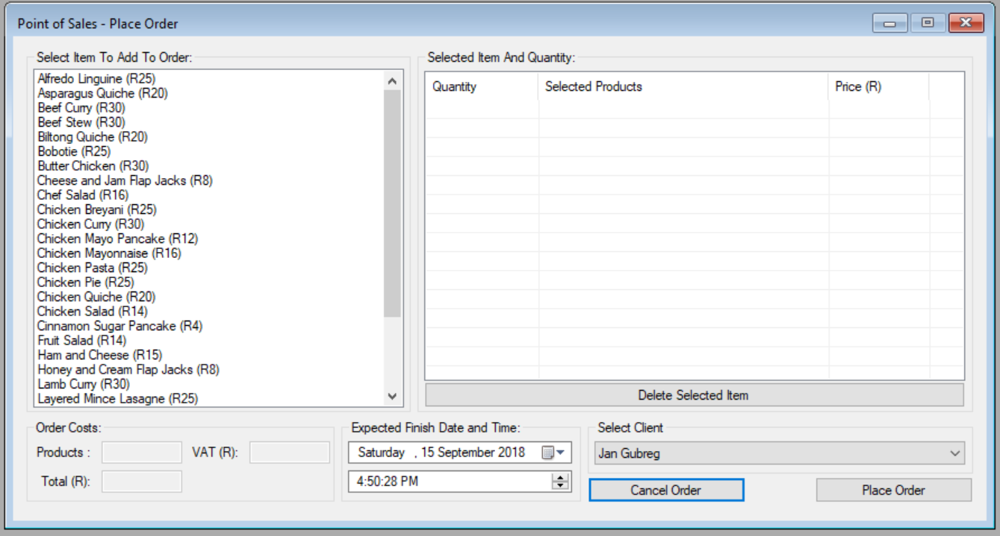 Point of Sales - Place Order
Select Item To Add To Order:
Alfredo Linguine (R25)
Asparagus Quiche (R20)
Beef Curry (R30)
Beef Stew (R30)
Biltong Quiche (R20)
Bobotie (R25)
Butter Chicken (R30)
Cheese and Jam Flap Jacks (R8)
Chef Salad (R16)
Chicken Breyani (R25)
Chicken Curry (R30)
Chicken Mayo Pancake (R12)
Chicken Mayonnaise (R16)
Chicken Pasta (R25)
Chicken Pie (R25)
Chicken Quiche (R20)
Chicken Salad (R14)
Cinnamon Sugar Pancake (R4)
Fruit Salad (R14)
Ham and Cheese (R15)
Honey and Cream Flap Jacks (R8)
Lamb Curry (R30)
Layered Mince Lasagne (R25)
Selected Item And Quantity:
Quantity Selected Products Price (R)
Delete Selected Item
Order Costs:
Products : VAT (R):
Total (R):
Expected Finish Date and Time:
Saturday , 15 September 2018
4:50:28 PM
Select Client
Jan Gubreg
Cancel Order Place Order